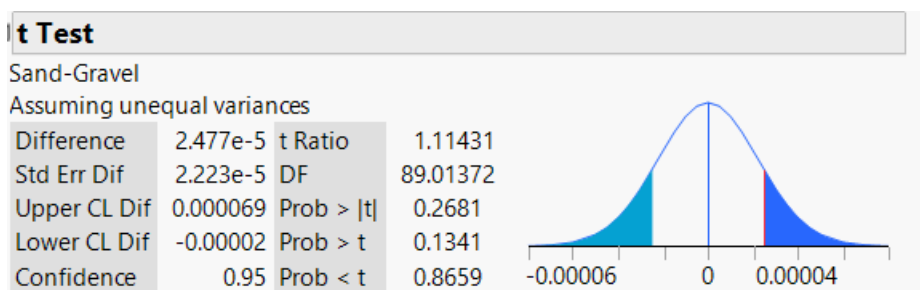 t Test
Sand-Gravel
Assuming unequal variances
Difference 2.477e-5 t Ratio 1.11431
Std Err Dif 2.223e-5 DF 89.01372
Upper CL Dif 0.000069 Prob > |t| 0.2681
Lower CL Dif -0.00002 Prob > t 0.1341
Confidence 0.95 Prob < t 0.8659
-0.00006 0 0.00004